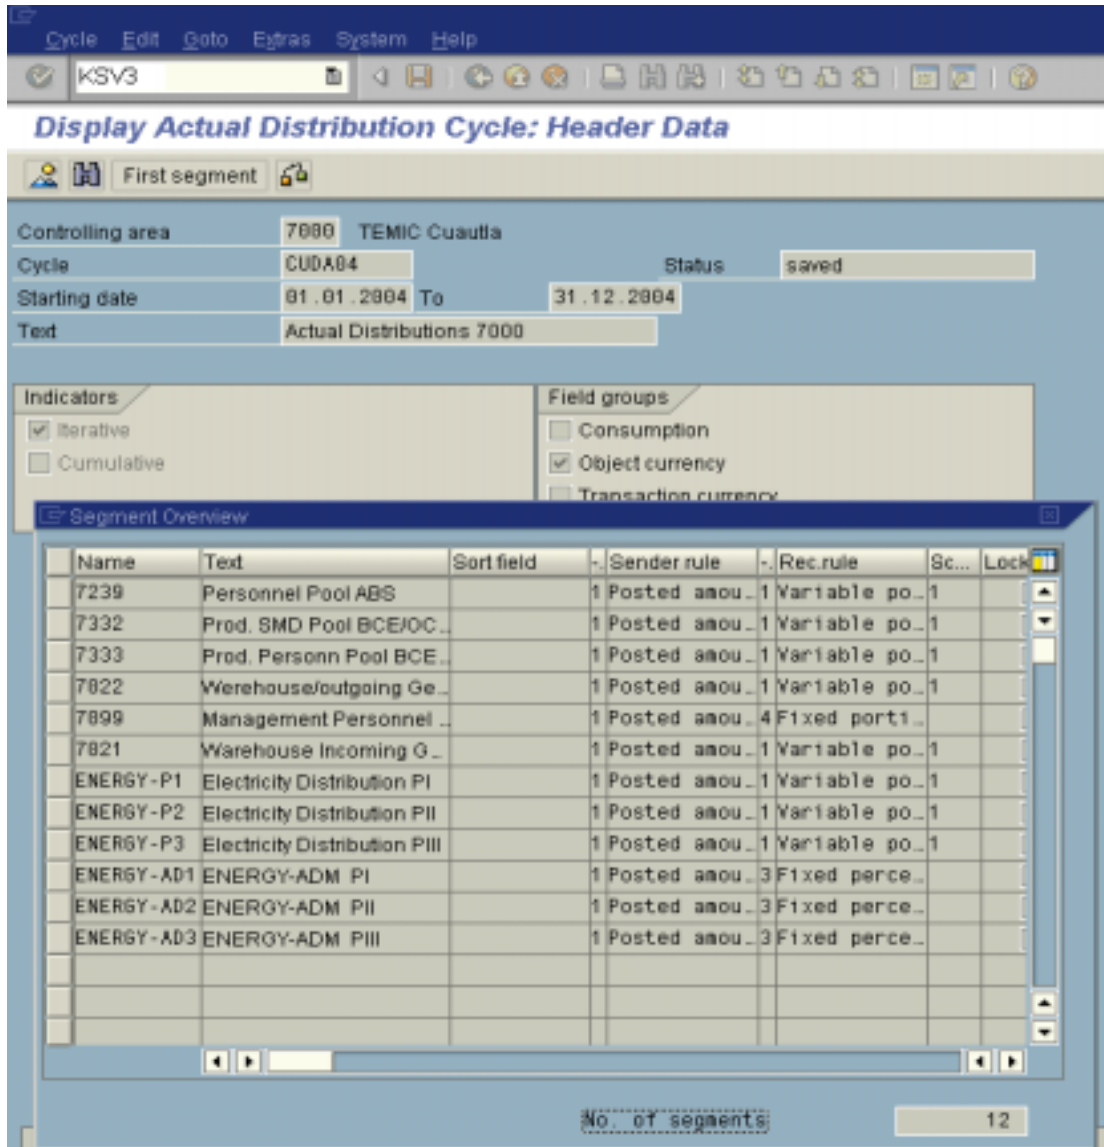 Cycle Edit Goto Extras System Help
KSV3
Display Actual Distribution Cycle: Header Data
First segment
Controlling area 7000 TEMIC Cuautla
Cycle CUDA04 Status saved
Starting date 01.01.2004 To 31.12.2004
Text Actual Distributions 7000
Indicators Field groups
Iterative Consumption
Cumulative Object currency
Transaction currency
Segment Overview
Name Text Sort field -. Sender rule -. Rec.rule Sc... Lock
7239 Personnel Pool ABS 1 Posted amou... 1 Variable po... 1
7332 Prod. SMD Pool BCE/OC... 1 Posted amou... 1 Variable po... 1
7333 Prod. Personn Pool BCE... 1 Posted amou... 1 Variable po... 1
7822 Werehouse/outgoing Ge... 1 Posted amou... 1 Variable po... 1
7899 Management Personnel ... 1 Posted amou... 4 Fixed porti...
7821 Warehouse Incoming G... 1 Posted amou... 1 Variable po... 1
ENERGY-P1 Electricity Distribution PI 1 Posted amou... 1 Variable po... 1
ENERGY-P2 Electricity Distribution PII 1 Posted amou... 1 Variable po... 1
ENERGY-P3 Electricity Distribution PIII 1 Posted amou... 1 Variable po... 1
ENERGY-AD1 ENERGY-ADM PI 1 Posted amou... 3 Fixed perce...
ENERGY-AD2 ENERGY-ADM PII 1 Posted amou... 3 Fixed perce...
ENERGY-AD3 ENERGY-ADM PIII 1 Posted amou... 3 Fixed perce...
No. of segments 12